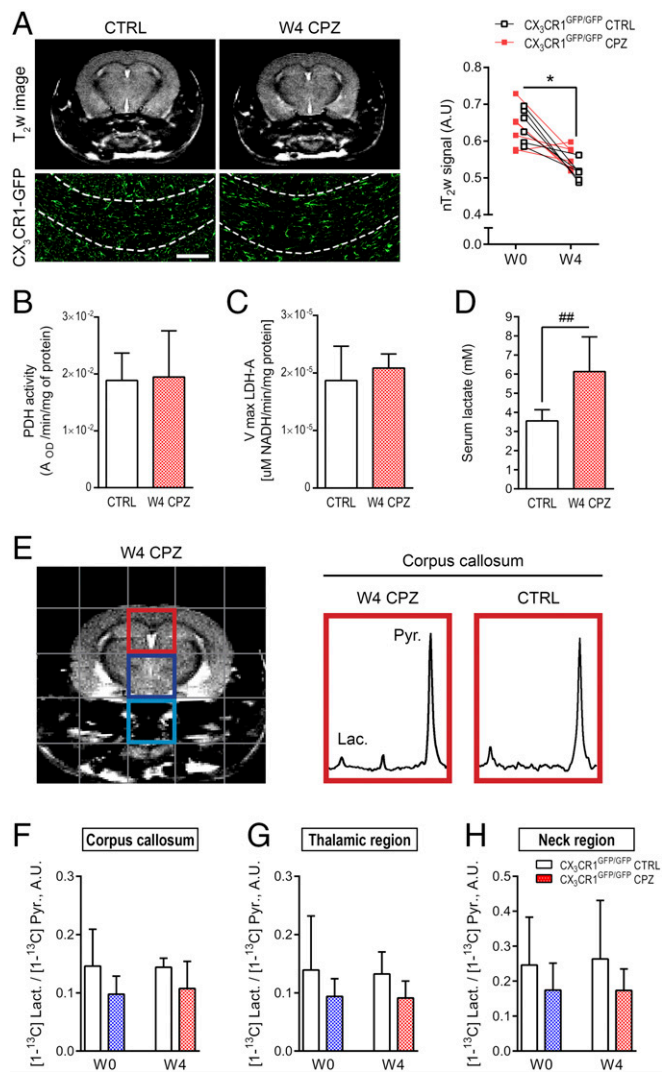 A
CTRL
W4 CPZ
T2w image
CX3CR1-GFP
CX3CR1GFP/GFP CTRL
CX3CR1GFP/GFP CPZ
*
nT2w signal (A.U)
0.8
0.7
0.6
0.5
0.0
W0
W4
B
PDH activity
(A OD /min/mg of protein)
3×10-2
2×10-2
1×10-2
0
CTRL
W4 CPZ
C
V max LDH-A
[uM NADH/min/mg protein]
3×10-5
2×10-5
1×10-5
0
CTRL
W4 CPZ
D
Serum lactate (mM)
##
9
8
7
6
5
4
3
2
1
0
CTRL
W4 CPZ
E
W4 CPZ
Corpus callosum
W4 CPZ
CTRL
Pyr.
Lac.
F
Corpus callosum
[1-13C] Lact. / [1-13C] Pyr., A.U.
0.3
0.2
0.1
0.0
W0
W4
G
Thalamic region
[1-13C] Lact. / [1-13C] Pyr., A.U.
0.3
0.2
0.1
0.0
W0
W4
H
Neck region
CX3CR1GFP/GFP CTRL
CX3CR1GFP/GFP CPZ
[1-13C] Lact. / [1-13C] Pyr., A.U.
0.5
0.4
0.3
0.2
0.1
0.0
W0
W4